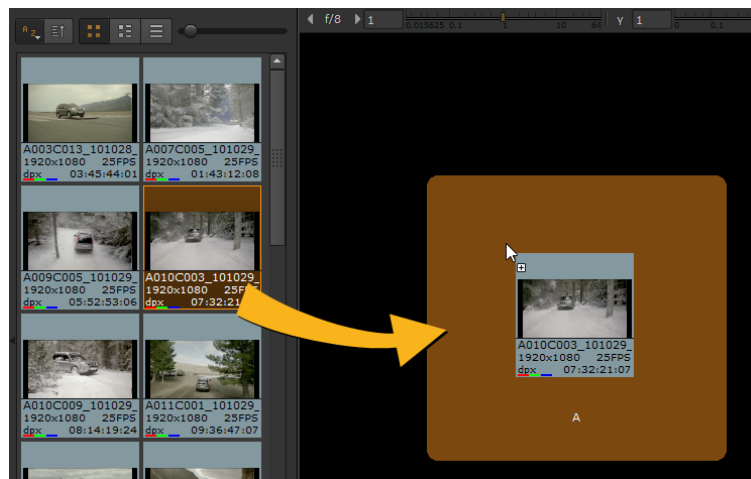 A Z
f/8 1 0.015625 0.1 1 10 64 Y 1 0 0.1
A003C013_101028_
1920x1080 25FPS
dpx 03:45:44:01
A007C005_101029_
1920x1080 25FPS
dpx 01:43:12:08
A009C005_101029_
1920x1080 25FPS
dpx 05:52:53:06
A010C003_101029_
1920x1080 25FPS
dpx 07:32:21:
A010C009_101029_
1920x1080 25FPS
dpx 08:14:19:24
A011C001_101029_
1920x1080 25FPS
dpx 09:36:47:07
A010C003_101029_
1920x1080 25FPS
dpx 07:32:21:07
A